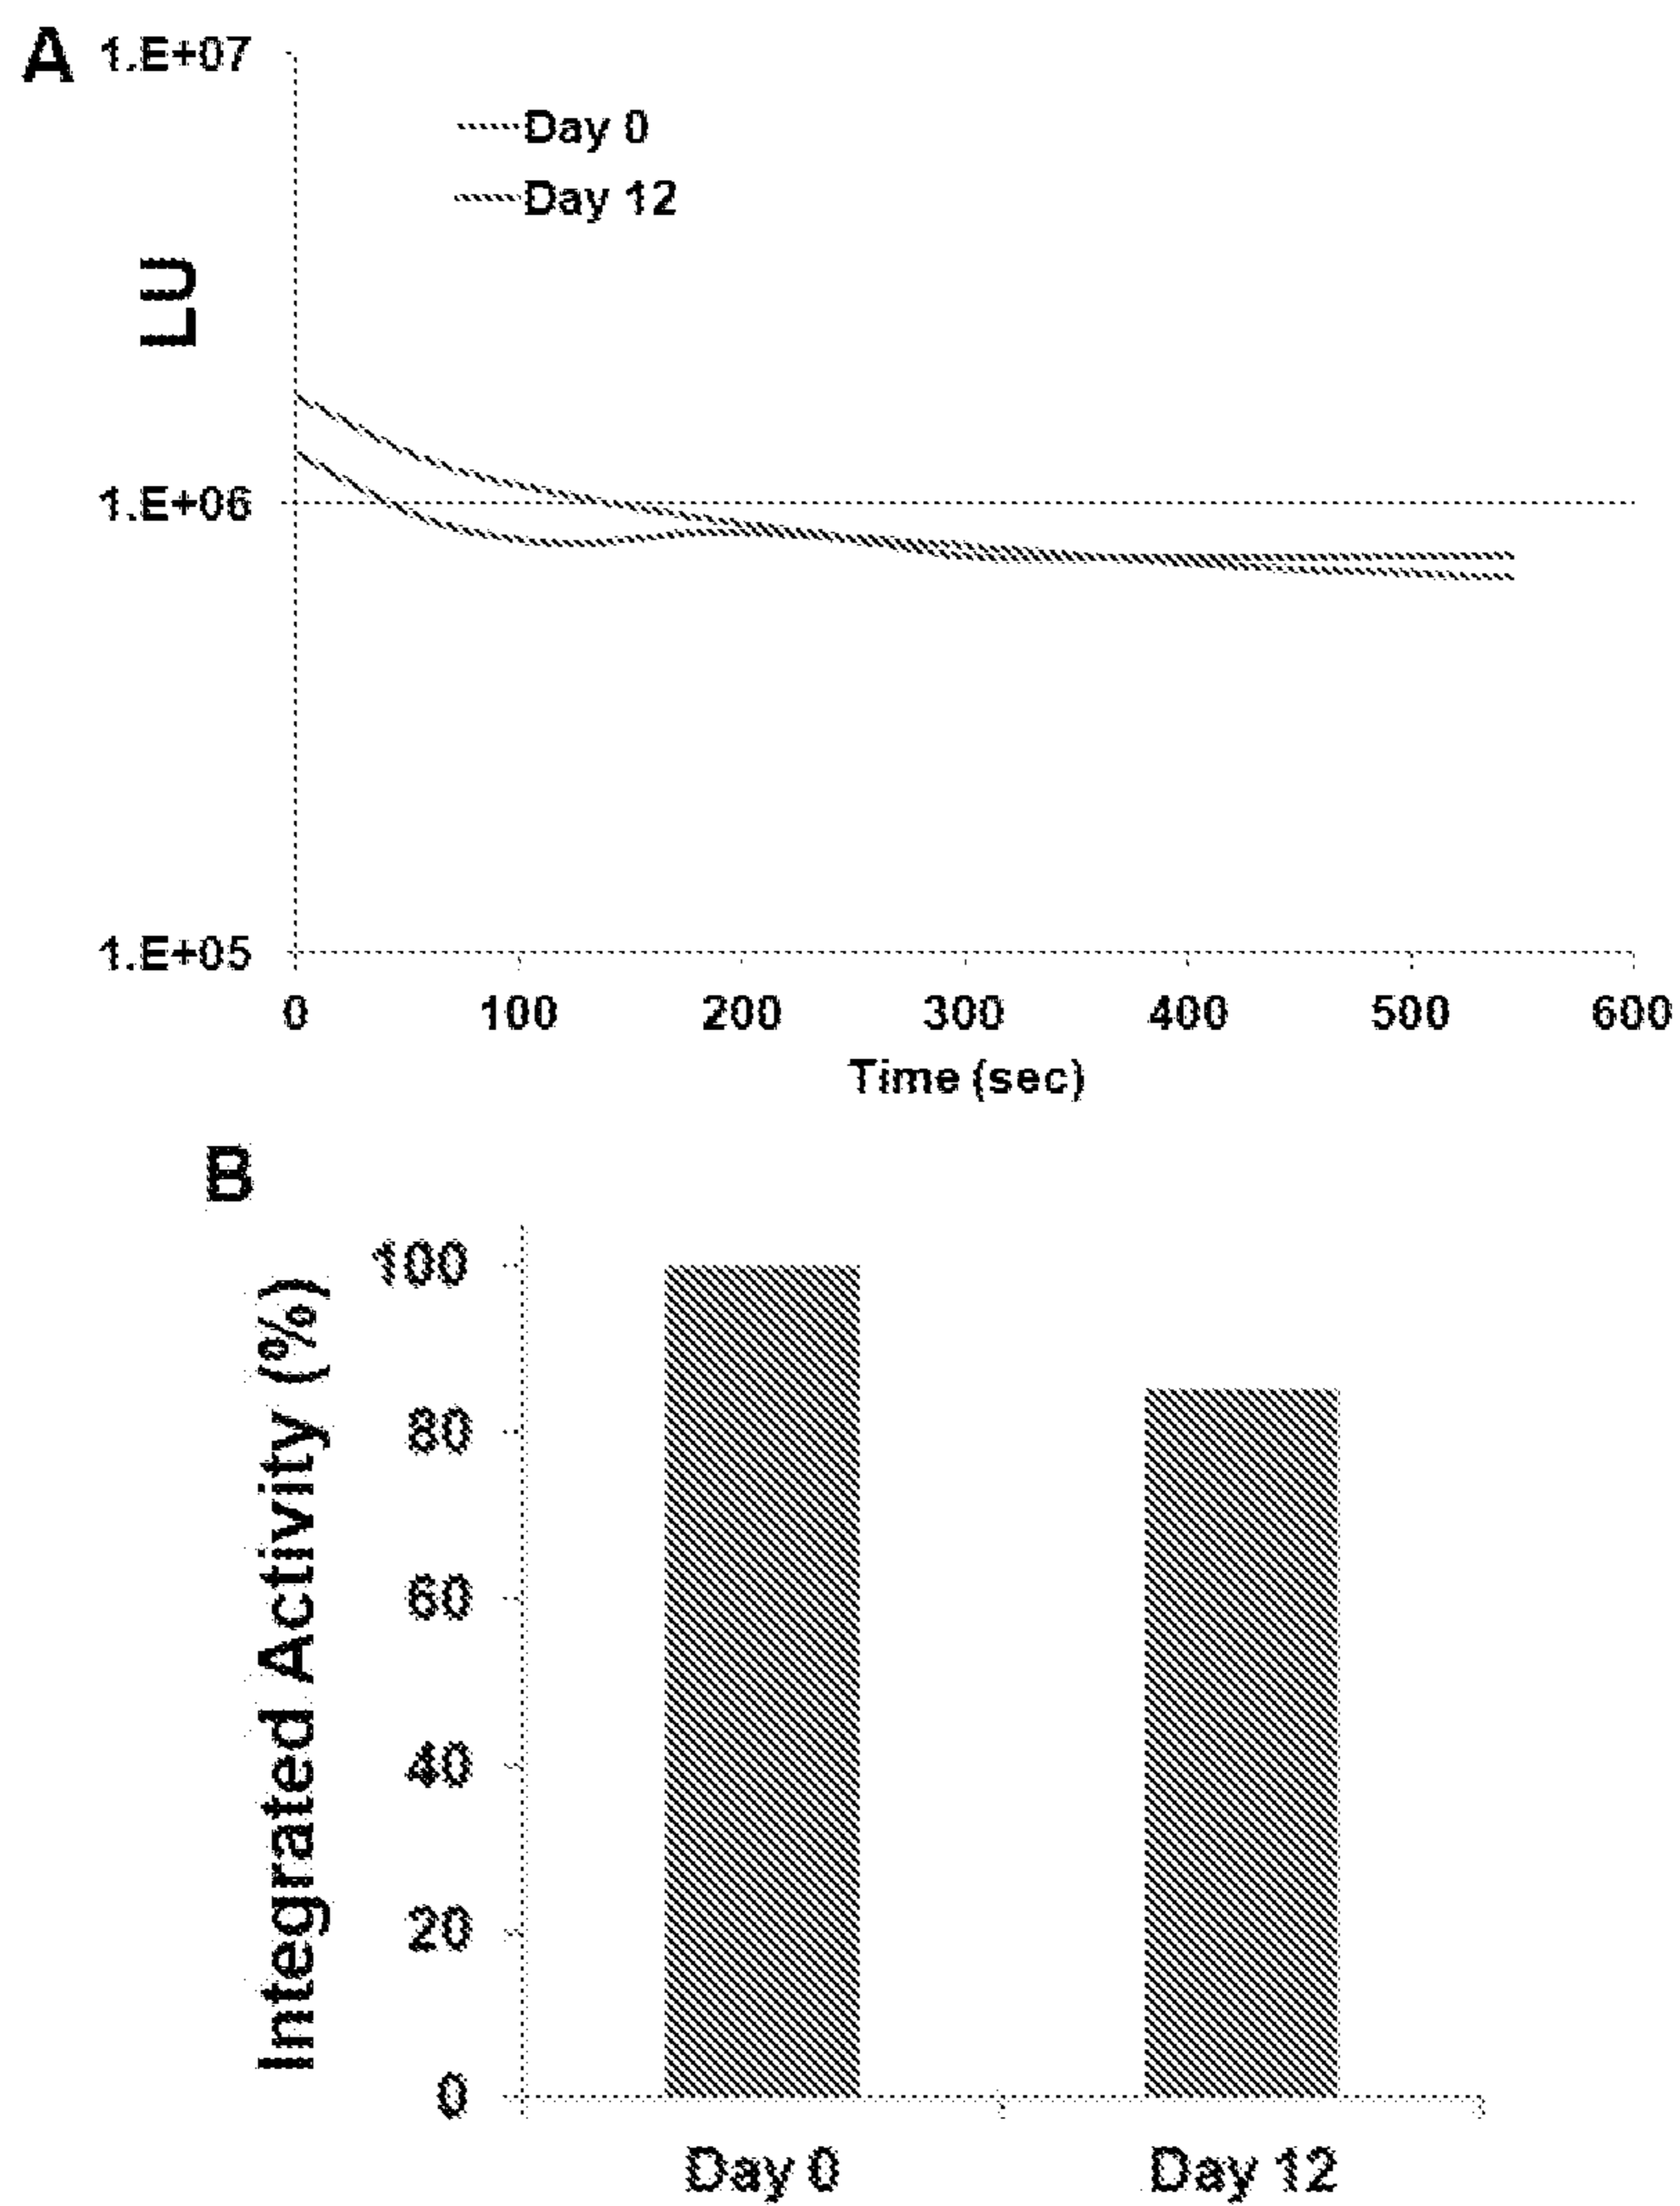 A
1.E+07
Day 0
Day 12
LU
1.E+06
1.E+05
0 100 200 300 400 500 600
Time (sec)
B
Integrated Activity (%)
100
80
60
40
20
0
Day 0 Day 12